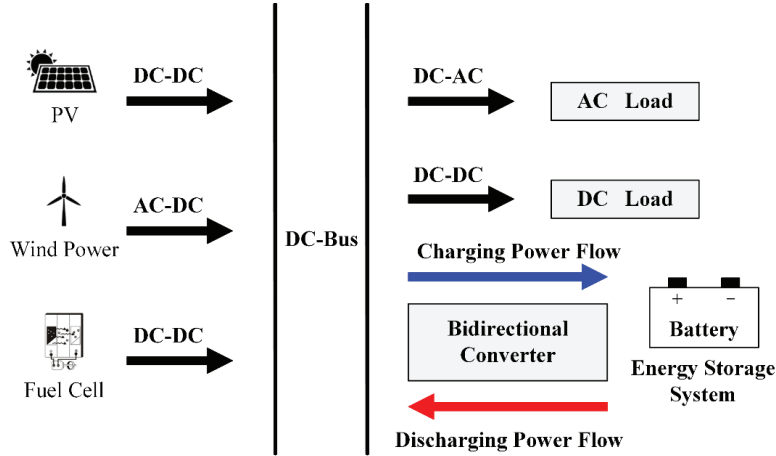 DC-DC
PV
AC-DC
Wind Power
DC-DC
Fuel Cell
DC-Bus
DC-AC
AC Load
DC-DC
DC Load
Charging Power Flow
Bidirectional
Converter
Discharging Power Flow
+ −
Battery
Energy Storage
System